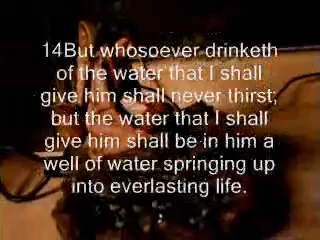 14But whosoever drinketh
of the water that I shall
give him shall never thirst;
but the water that I shall
give him shall be in him a
well of water springing up
into everlasting life.